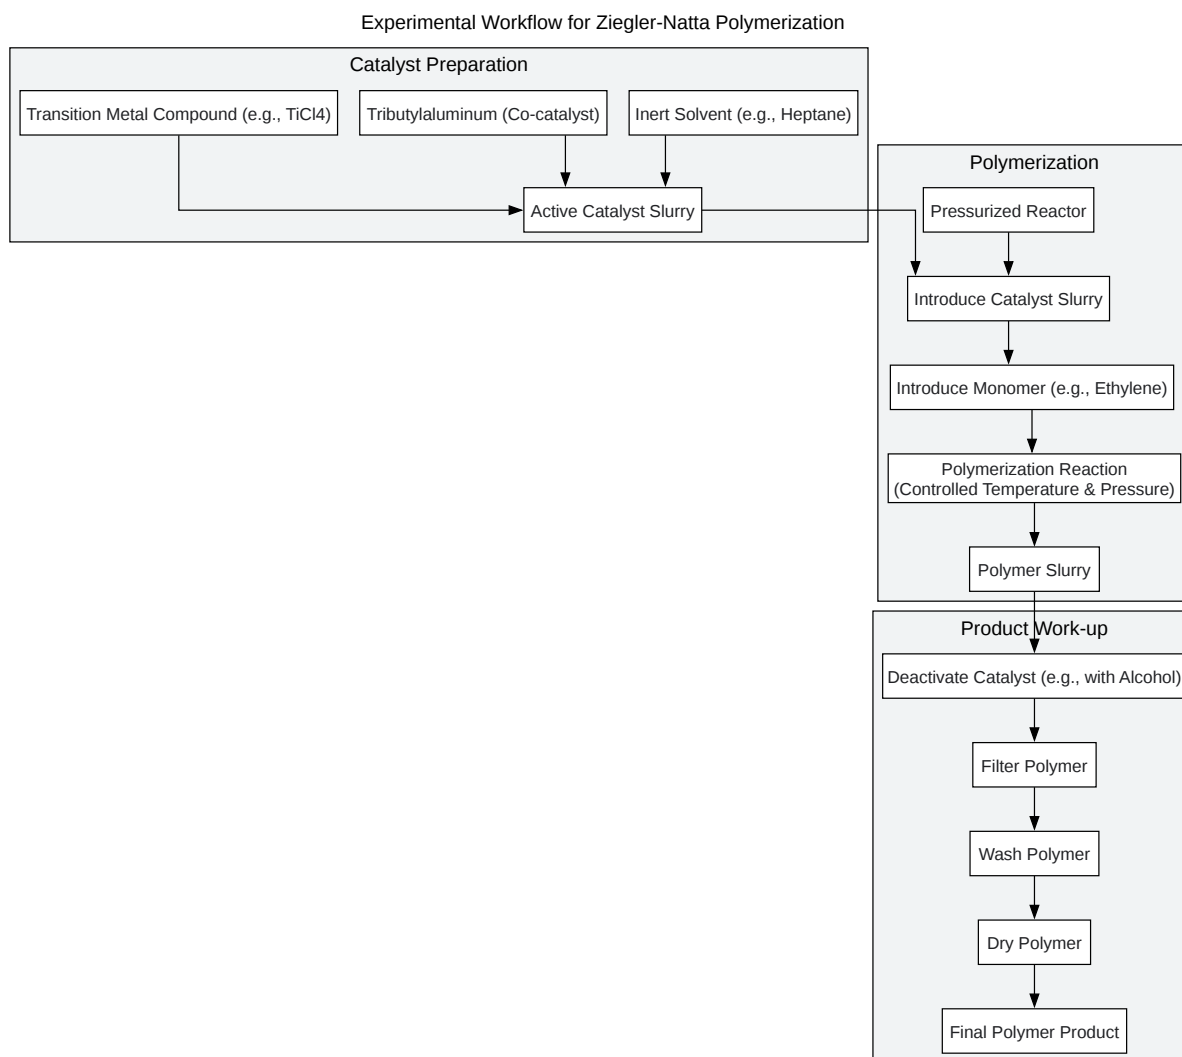 Experimental Workflow for Ziegler-Natta Polymerization
Catalyst Preparation
Transition Metal Compound (e.g., TiCl4)
Tributylaluminum (Co-catalyst)
Inert Solvent (e.g., Heptane)
Active Catalyst Slurry
Polymerization
Pressurized Reactor
Introduce Catalyst Slurry
Introduce Monomer (e.g., Ethylene)
Polymerization Reaction
(Controlled Temperature & Pressure)
Polymer Slurry
Product Work-up
Deactivate Catalyst (e.g., with Alcohol)
Filter Polymer
Wash Polymer
Dry Polymer
Final Polymer Product